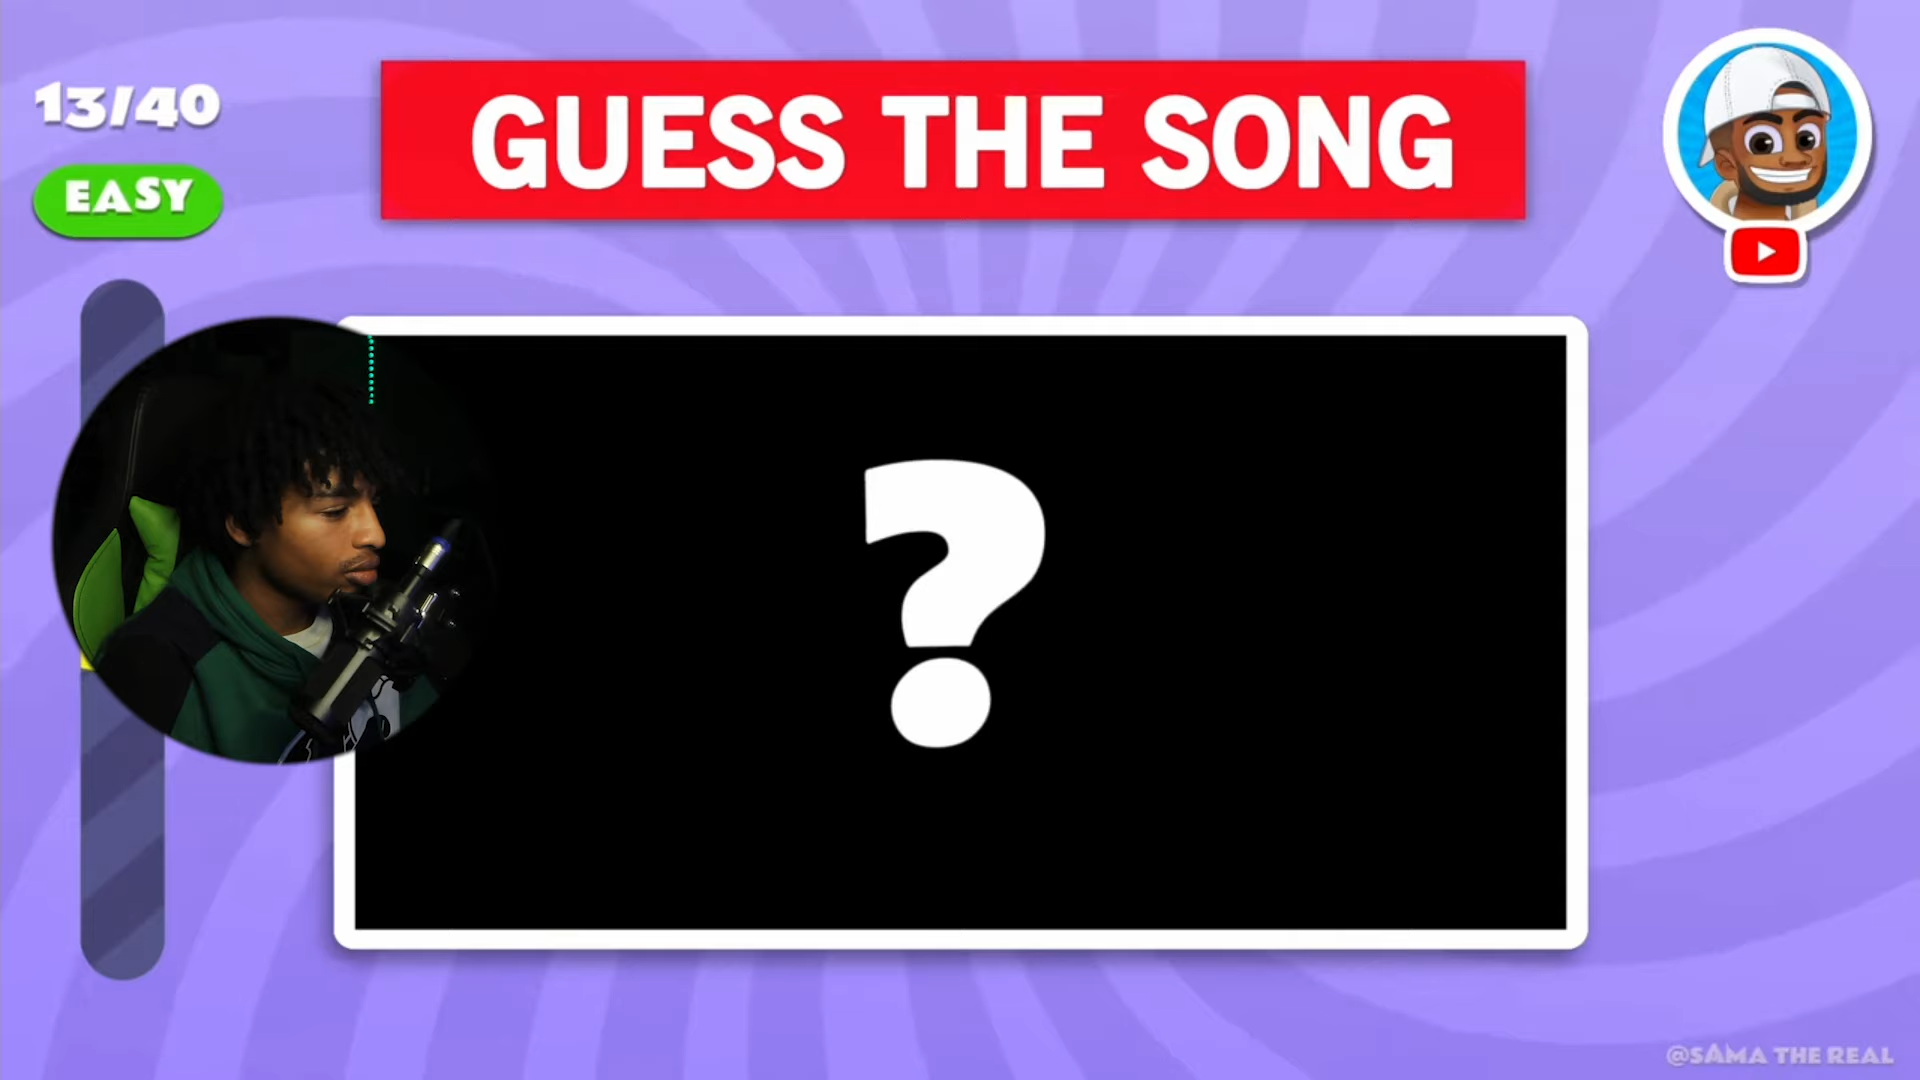 13/40
EASY
GUESS THE SONG
?
@SAMA THE REAL